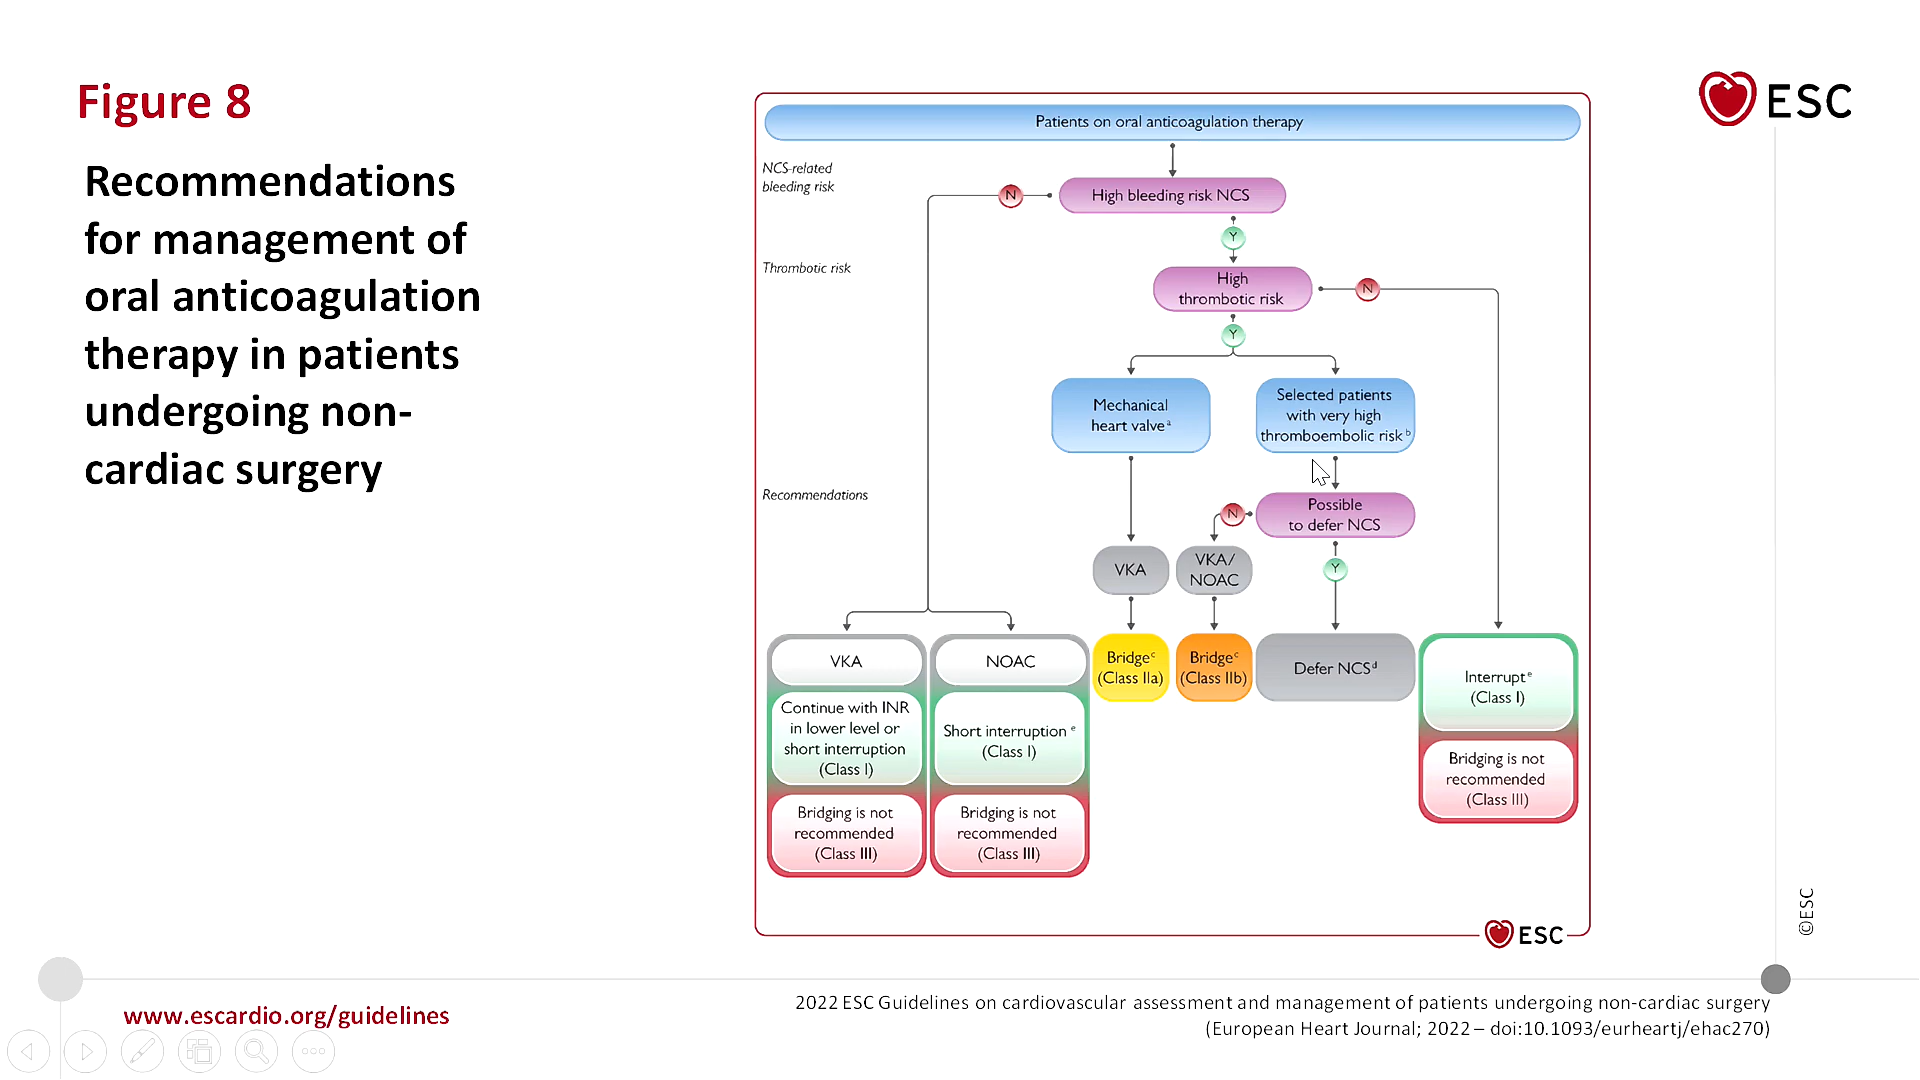 Figure 8
Recommendations
for management of
oral anticoagulation
therapy in patients
undergoing non-
cardiac surgery
ESC
Patients on oral anticoagulation therapy
NCS-related
bleeding risk
N
High bleeding risk NCS
Y
Thrombotic risk
High
thrombotic risk
N
Y
Mechanical
heart valve a
Selected patients
with very high
thromboembolic risk b
Recommendations
Possible
to defer NCS
N
Y
VKA
VKA/
NOAC
VKA
Continue with INR
in lower level or
short interruption
(Class I)
Bridging is not
recommended
(Class III)
NOAC
Short interruption e
(Class I)
Bridging is not
recommended
(Class III)
Bridge c
(Class IIa)
Bridge c
(Class IIb)
Defer NCS d
Interrupt e
(Class I)
Bridging is not
recommended
(Class III)
ESC
©ESC
www.escardio.org/guidelines
2022 ESC Guidelines on cardiovascular assessment and management of patients undergoing non-cardiac surgery
(European Heart Journal; 2022 – doi:10.1093/eurheartj/ehac270)